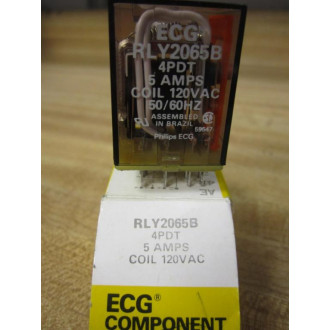 ECG
RLY2065B
4PDT
5 AMPS
COIL 120VAC
50/60HZ
ASSEMBLED
IN BRAZIL
Philips ECG
RLY2065B
4PDT
5 AMPS
COIL 120VAC
ECG®
COMPONENT